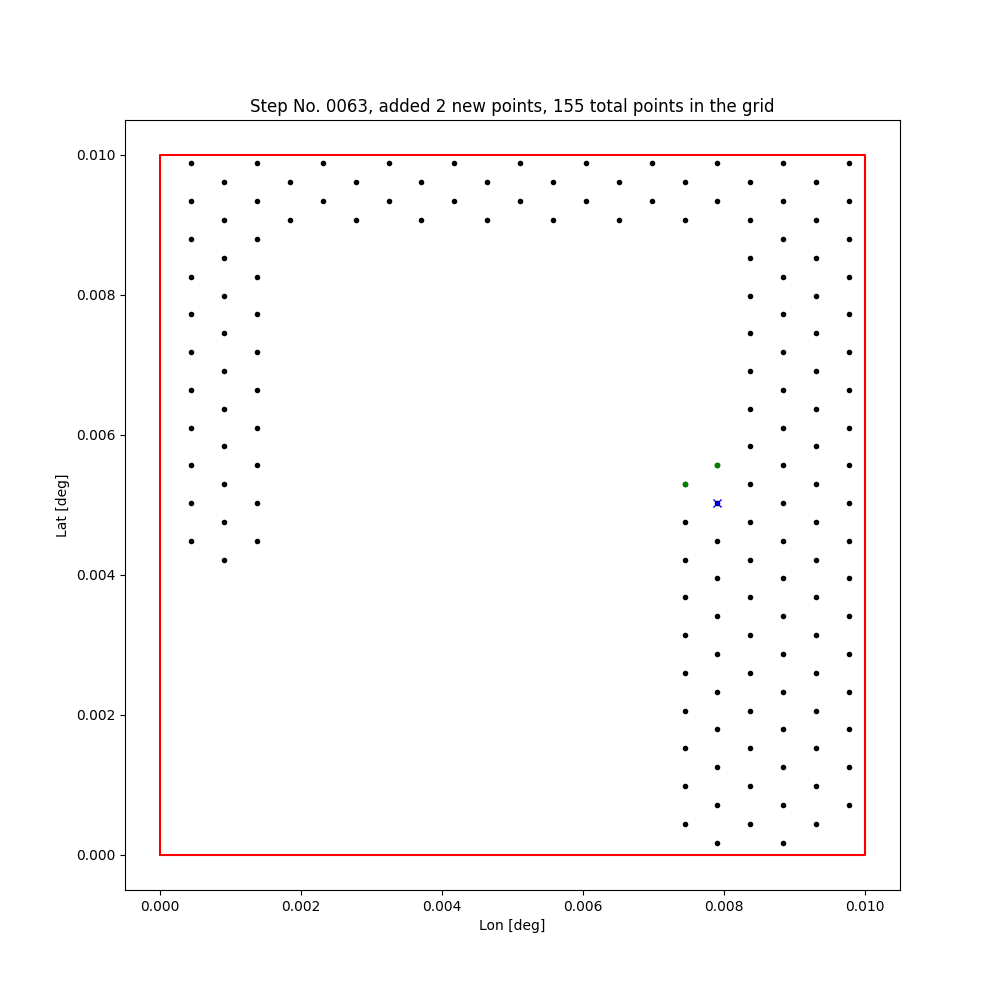 Step No. 0063, added 2 new points, 155 total points in the grid
0.010
0.008
0.006
0.004
0.002
0.000
Lat [deg]
0.000 0.002 0.004 0.006 0.008 0.010
Lon [deg]